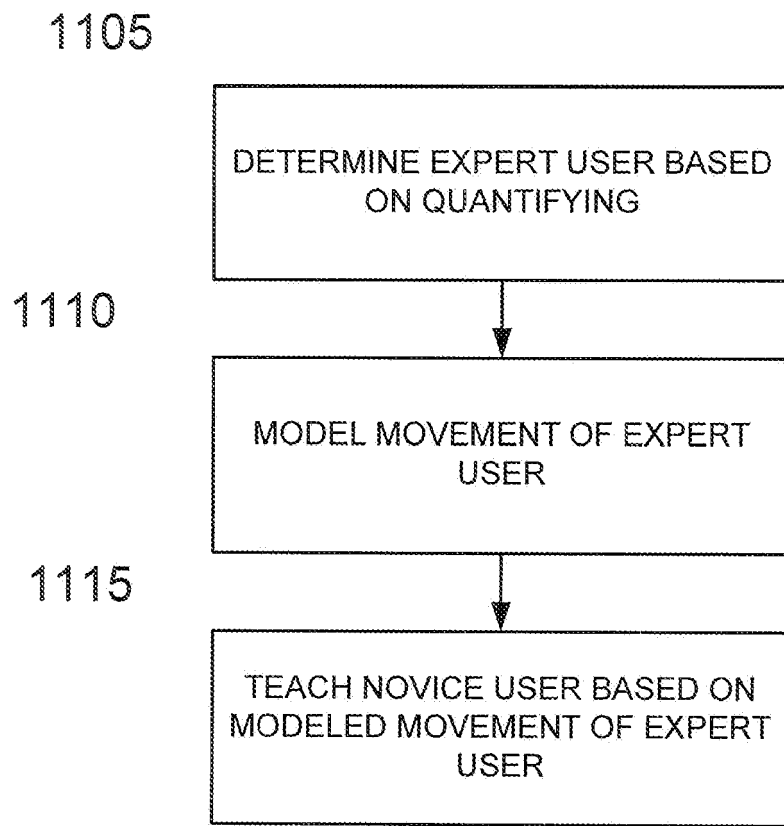 1105
DETERMINE EXPERT USER BASED
ON QUANTIFYING
1110
MODEL MOVEMENT OF EXPERT
USER
1115
TEACH NOVICE USER BASED ON
MODELED MOVEMENT OF EXPERT
USER